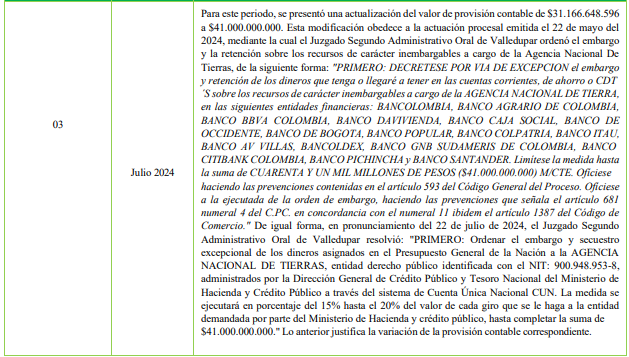 Para este periodo, se presentó una actualización del valor de provisión contable de $31.166.648.596
a $41.000.000.000. Esta modificación obedece a la actuación procesal emitida el 22 de mayo del
2024, mediante la cual el Juzgado Segundo Administrativo Oral de Valledupar ordenó el embargo
y la retención sobre los recursos de carácter inembargables a cargo de la Agencia Nacional De
Tierras, de la siguiente forma: "PRIMERO: DECRETESE POR VIA DE EXCEPCION el embargo
y retención de los dineros que tenga o llegaré a tener en las cuentas corrientes, de ahorro o CDT
´S sobre los recursos de carácter inembargables a cargo de la AGENCIA NACIONAL DE TIERRA,
en las siguientes entidades financieras: BANCOLOMBIA, BANCO AGRARIO DE COLOMBIA,
BANCO BBVA COLOMBIA, BANCO DAVIVIENDA, BANCO CAJA SOCIAL, BANCO DE
OCCIDENTE, BANCO DE BOGOTA, BANCO POPULAR, BANCO COLPATRIA, BANCO ITAU,
BANCO AV VILLAS, BANCOLDEX, BANCO GNB SUDAMERIS DE COLOMBIA, BANCO
CITIBANK COLOMBIA, BANCO PICHINCHA y BANCO SANTANDER. Limítese la medida hasta
la suma de CUARENTA Y UN MIL MILLONES DE PESOS ($41.000.000.000) M/CTE. Ofíciese
haciendo las prevenciones contenidas en el artículo 593 del Código General del Proceso. Ofíciese
a la ejecutada de la orden de embargo, haciendo las prevenciones que señala el artículo 681
numeral 4 del C.PC. en concordancia con el numeral 11 ibidem el artículo 1387 del Código de
Comercio." De igual forma, en pronunciamiento del 22 de julio de 2024, el Juzgado Segundo
Administrativo Oral de Valledupar resolvió: "PRIMERO: Ordenar el embargo y secuestro
excepcional de los dineros asignados en el Presupuesto General de la Nación a la AGENCIA
NACIONAL DE TIERRAS, entidad derecho público identificada con el NIT: 900.948.953-8,
administrados por la Dirección General de Crédito Público y Tesoro Nacional del Ministerio de
Hacienda y Crédito Público a través del sistema de Cuenta Única Nacional CUN. La medida se
ejecutará en porcentaje del 15% hasta el 20% del valor de cada giro que se le haga a la entidad
demandada por parte del Ministerio de Hacienda y crédito público, hasta completar la suma de
$41.000.000.000." Lo anterior justifica la variación de la provisión contable correspondiente.
03
Julio 2024